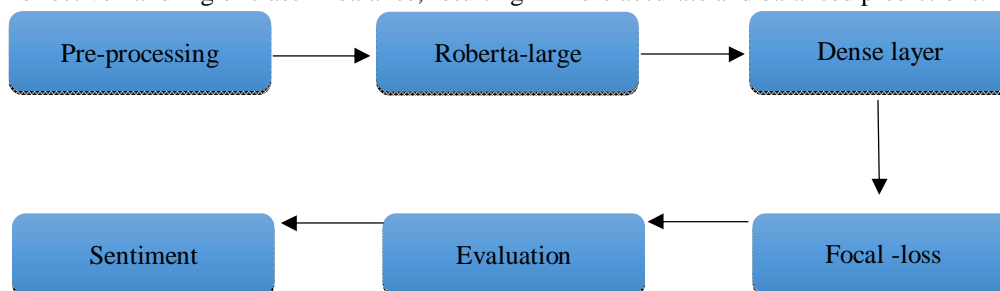 Pre-processing
Roberta-large
Dense layer
Focal -loss
Evaluation
Sentiment